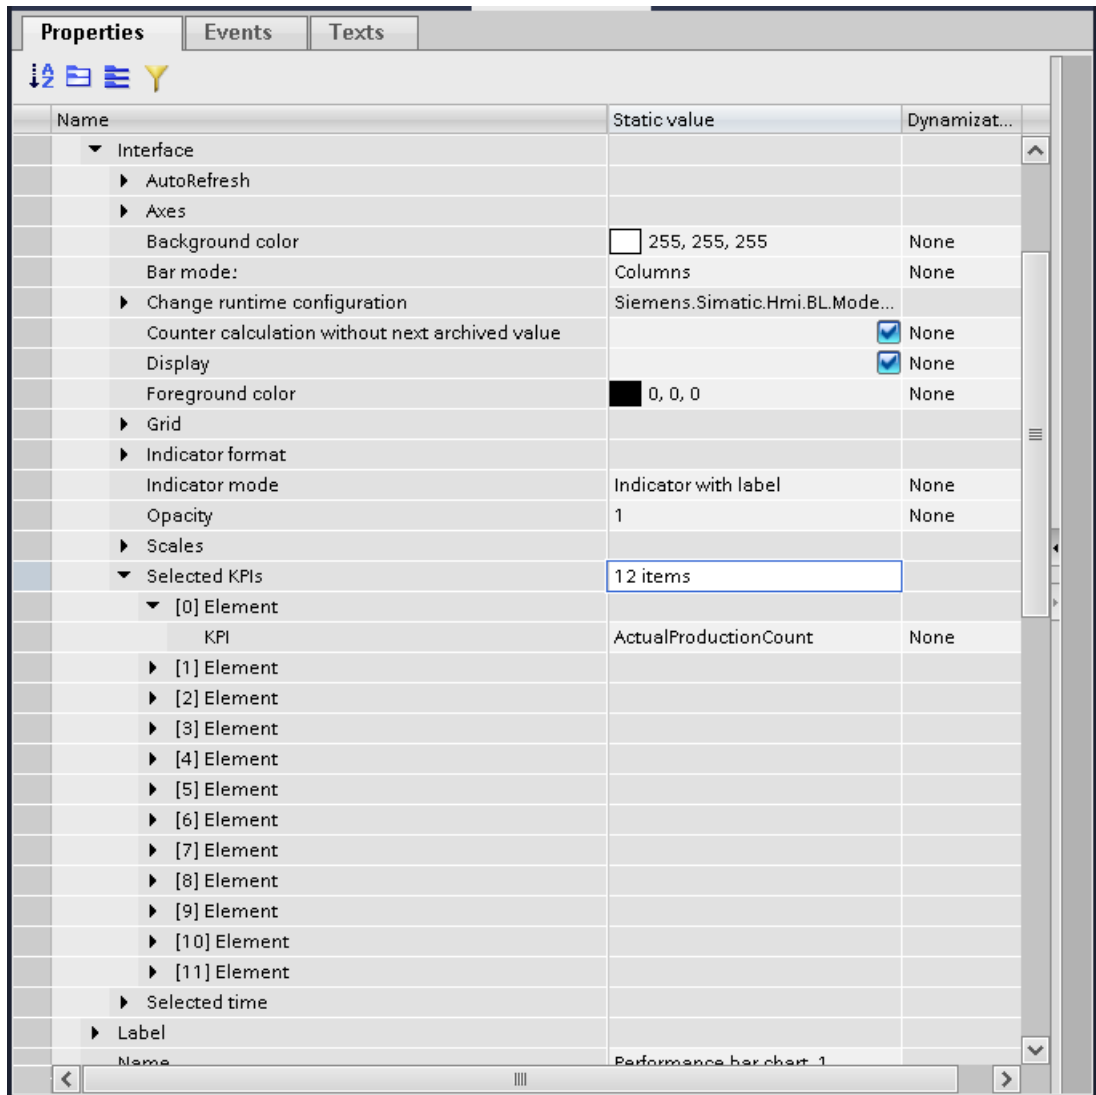 Properties Events Texts
Name Static value Dynamizat...
Interface
AutoRefresh
Axes
Background color 255, 255, 255 None
Bar mode: Columns None
Change runtime configuration Siemens.Simatic.Hmi.BL.Mode...
Counter calculation without next archived value None
Display None
Foreground color 0, 0, 0 None
Grid
Indicator format
Indicator mode Indicator with label None
Opacity 1 None
Scales
Selected KPIs 12 items
[0] Element
KPI ActualProductionCount None
[1] Element
[2] Element
[3] Element
[4] Element
[5] Element
[6] Element
[7] Element
[8] Element
[9] Element
[10] Element
[11] Element
Selected time
Label
Name Performance bar chart_1